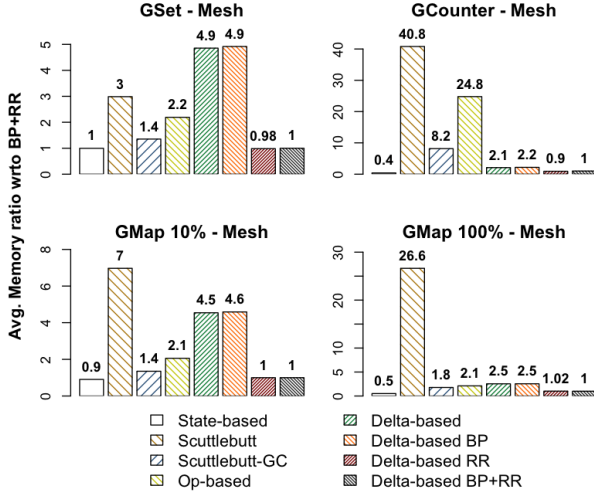 GSet - Mesh
GCounter - Mesh
Avg. Memory ratio wrto BP+RR
0 1 2 3 4 5
1 3 1.4 2.2 4.9 4.9 0.98 1
0 10 20 30 40
0.4 40.8 8.2 24.8 2.1 2.2 0.9 1
GMap 10% - Mesh
GMap 100% - Mesh
0 2 4 6 8
0.9 7 1.4 2.1 4.5 4.6 1 1
0 5 10 20 30
0.5 26.6 1.8 2.1 2.5 2.5 1.02 1
State-based
Scuttlebutt
Scuttlebutt-GC
Op-based
Delta-based
Delta-based BP
Delta-based RR
Delta-based BP+RR